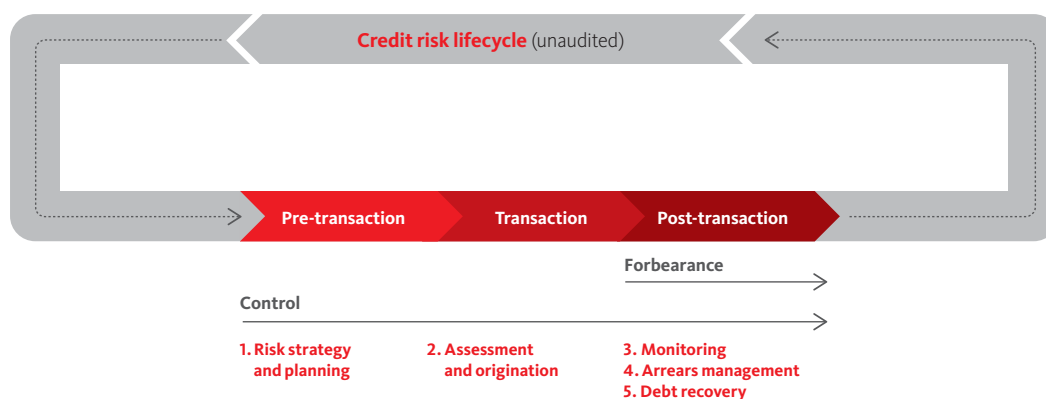 Credit risk lifecycle (unaudited)
Pre-transaction
Transaction
Post-transaction
Forbearance
Control
1. Risk strategy
and planning
2. Assessment
and origination
3. Monitoring
4. Arrears management
5. Debt recovery